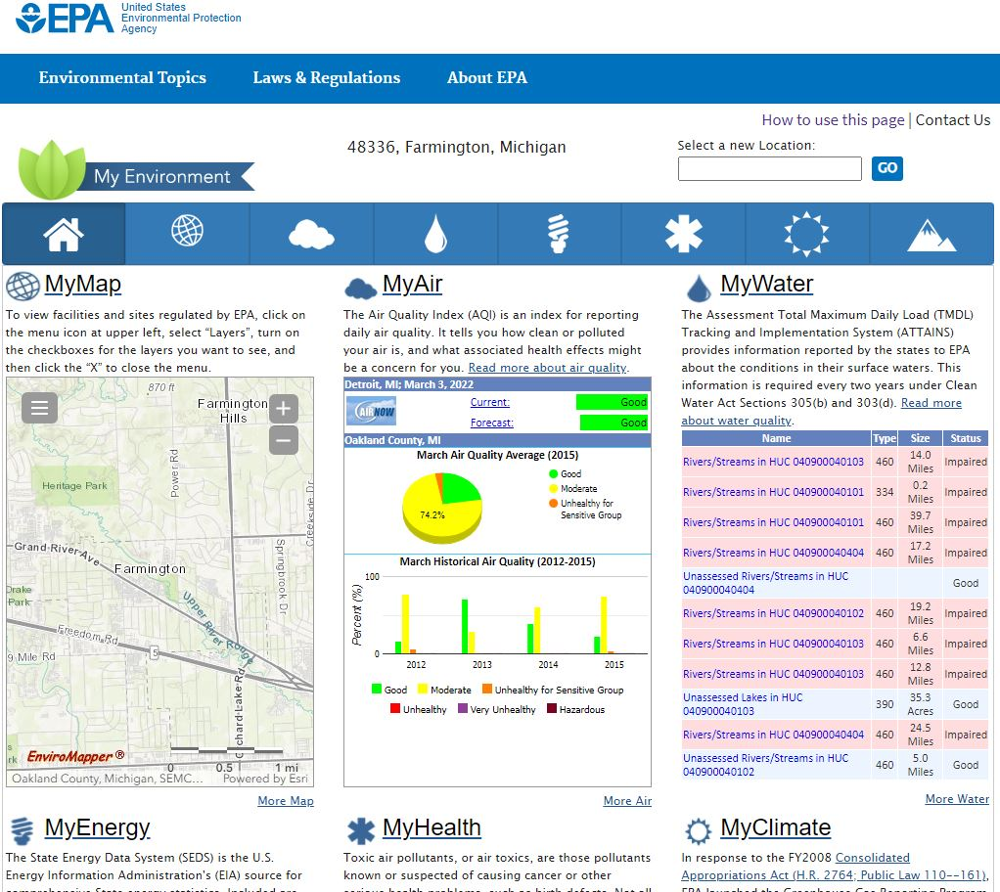 EPA
United States
Environmental Protection
Agency
Environmental Topics
Laws & Regulations
About EPA
How to use this page | Contact Us
My Environment
48336, Farmington, Michigan
Select a new Location:
GO
MyMap
To view facilities and sites regulated by EPA, click on
the menu icon at upper left, select “Layers”, turn on
the checkboxes for the layers you want to see, and
then click the “X” to close the menu.
870 ft
Farmington
Hills
+
−
Power Rd
Heritage Park
Creekside Dr
Grand-River-Ave
Farmington
Springbrook Dr
Drake
Park
Upper River Rouge
Freedom Rd
5
9 Mile Rd
Orchard-Lake-Rd
s
rk
EnviroMapper ®
0 0.5 1 mi
Oakland County, Michigan, SEMC... Powered by Esri
More Map
MyAir
The Air Quality Index (AQI) is an index for reporting
daily air quality. It tells you how clean or polluted
your air is, and what associated health effects might
be a concern for you. Read more about air quality.
Detroit, MI; March 3, 2022
AIRNOW
Current: Good
Forecast: Good
Oakland County, MI
March Air Quality Average (2015)
74.2%
Good
Moderate
Unhealthy for
Sensitive Group
March Historical Air Quality (2012-2015)
Percent (%)
100
0
2012 2013 2014 2015
Good Moderate Unhealthy for Sensitive Group
Unhealthy Very Unhealthy Hazardous
More Air
MyWater
The Assessment Total Maximum Daily Load (TMDL)
Tracking and Implementation System (ATTAINS)
provides information reported by the states to EPA
about the conditions in their surface waters. This
information is required every two years under Clean
Water Act Sections 305(b) and 303(d). Read more
about water quality.
Name Type Size Status
Rivers/Streams in HUC 040900040103 460 14.0 Miles Impaired
Rivers/Streams in HUC 040900040101 334 0.2 Miles Impaired
Rivers/Streams in HUC 040900040101 460 39.7 Miles Impaired
Rivers/Streams in HUC 040900040404 460 17.2 Miles Impaired
Unassessed Rivers/Streams in HUC
040900040404 Good
Rivers/Streams in HUC 040900040102 460 19.2 Miles Impaired
Rivers/Streams in HUC 040900040103 460 6.6 Miles Impaired
Rivers/Streams in HUC 040900040103 460 12.8 Miles Impaired
Unassessed Lakes in HUC
040900040103 390 35.3 Acres Good
Rivers/Streams in HUC 040900040404 460 24.5 Miles Impaired
Unassessed Rivers/Streams in HUC
040900040102 460 5.0 Miles Good
More Water
MyEnergy
The State Energy Data System (SEDS) is the U.S.
Energy Information Administration's (EIA) source for
MyHealth
Toxic air pollutants, or air toxics, are those pollutants
known or suspected of causing cancer or other
MyClimate
In response to the FY2008 Consolidated
Appropriations Act (H.R. 2764; Public Law 110––161),